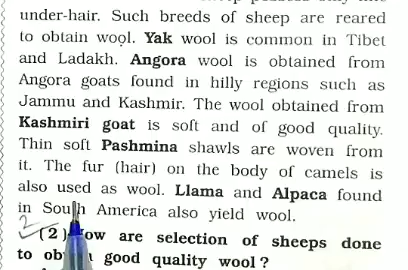 under-hair. Such breeds of sheep are reared
to obtain wool. Yak wool is common in Tibet
and Ladakh. Angora wool is obtained from
Angora goats found in hilly regions such as
Jammu and Kashmir. The wool obtained from
Kashmiri goat is soft and of good quality.
Thin soft Pashmina shawls are woven from
it. The fur (hair) on the body of camels is
also used as wool. Llama and Alpaca found
in South America also yield wool.
2 (2) How are selection of sheeps done
to good quality wool?